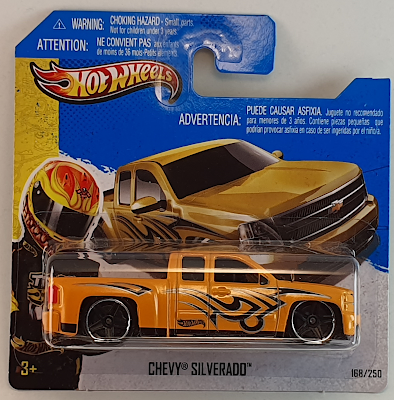 WARNING: CHOKING HAZARD - Small parts
Not for children under 3 years.
ATTENTION: NE CONVIENT PAS aux enfants
de moins de 36 mois-Petits éléments.
HOT WHEELS
ADVERTENCIA: PUEDE CAUSAR ASFIXIA. Juguete no recomendado
para menores de 3 años. Contiene piezas pequeñas que
podrían provocar asfixia en caso de ser ingeridas por el niño/a.
3+
CHEVY® SILVERADO™
168/250